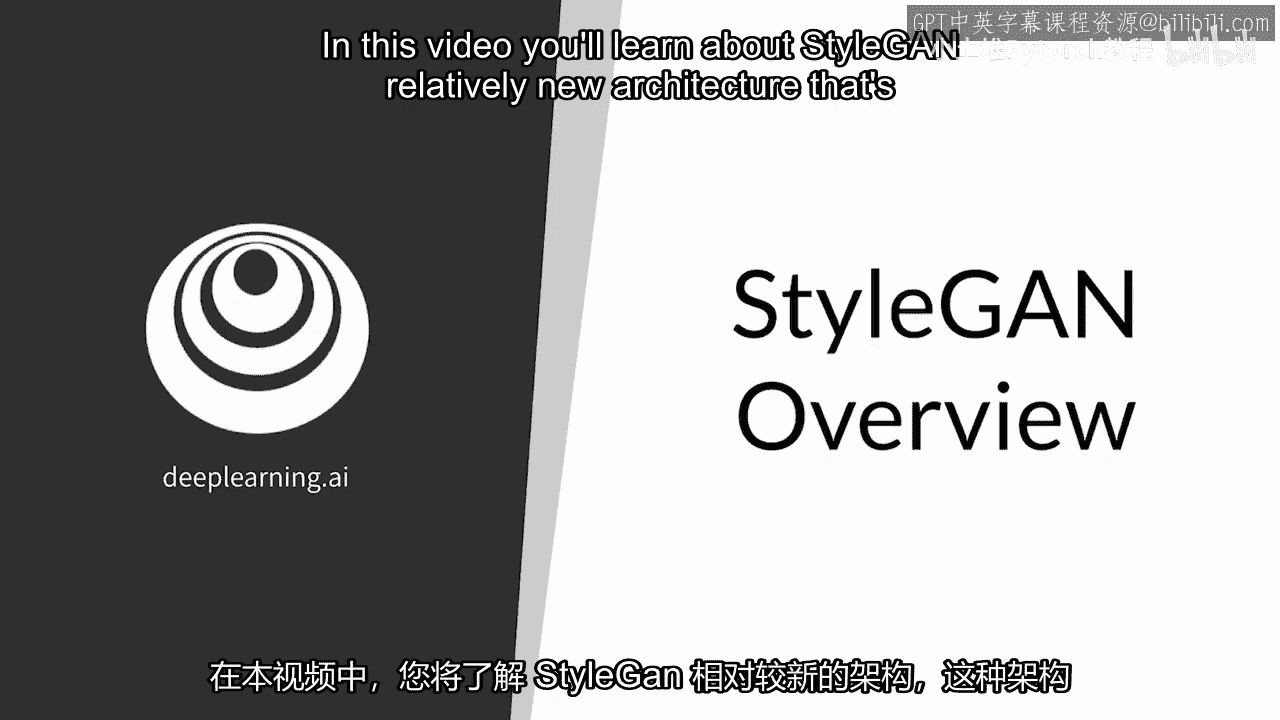 GPT中英字幕课程资源@bilibili.com
In this video you'll learn about StyleGAN
relatively new architecture that's
deeplearning.ai
StyleGAN
Overview
在本视频中，您将了解 StyleGan 相对较新的架构，这种架构